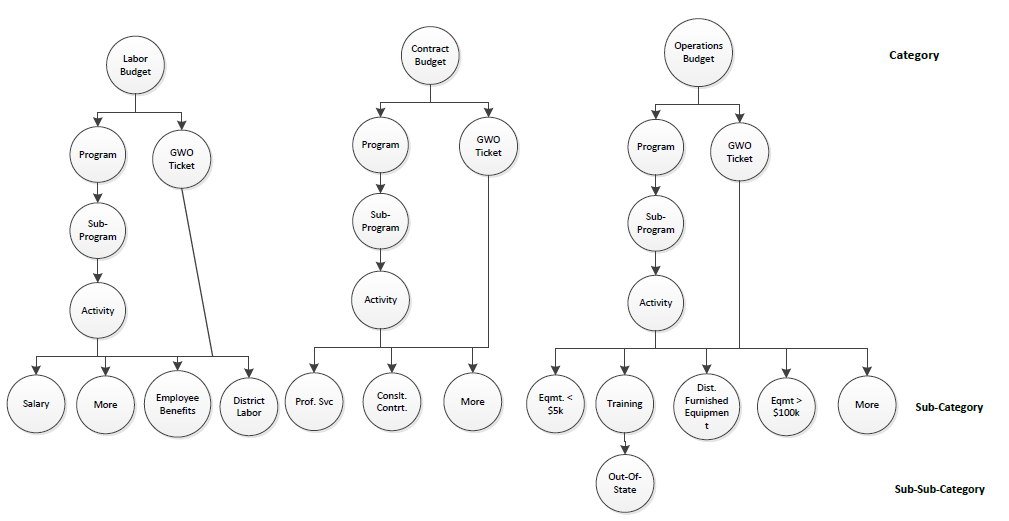 Labor
Budget
Contract
Budget
Operations
Budget
Category
Program
GWO
Ticket
Program
GWO
Ticket
Program
GWO
Ticket
Sub-
Program
Sub-
Program
Sub-
Program
Activity
Activity
Activity
Salary
More
Employee
Benefits
District
Labor
Prof. Svc
Conslt.
Contrt.
More
Eqmt. <
$5k
Training
Dist.
Furnished
Equipmen
t
Eqmt >
$100k
More
Sub-Category
Out-Of-
State
Sub-Sub-Category